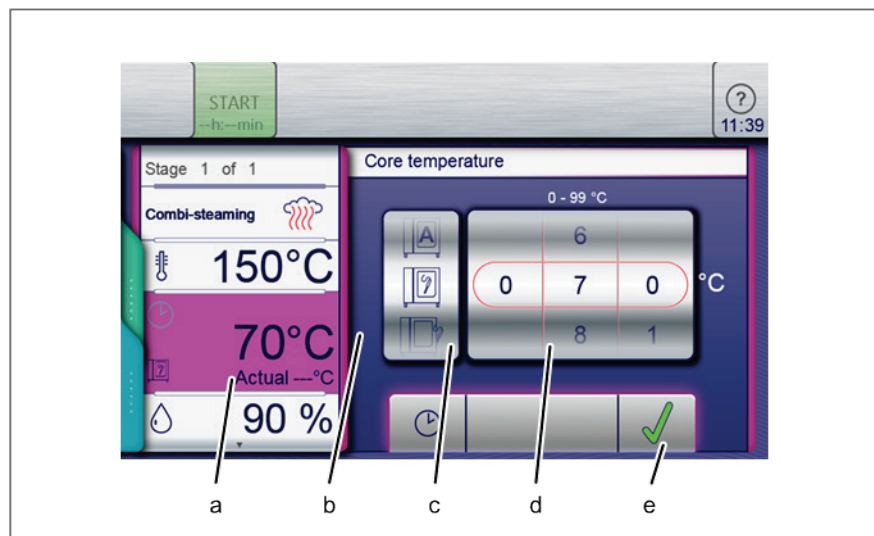 START
--h:--min
?
11:39
Stage 1 of 1
Core temperature
0 - 99 °C
Combi-steaming
A
6
150°C
0 7 0 °C
8 1
70°C
Actual ---°C
90 %
a b c d e